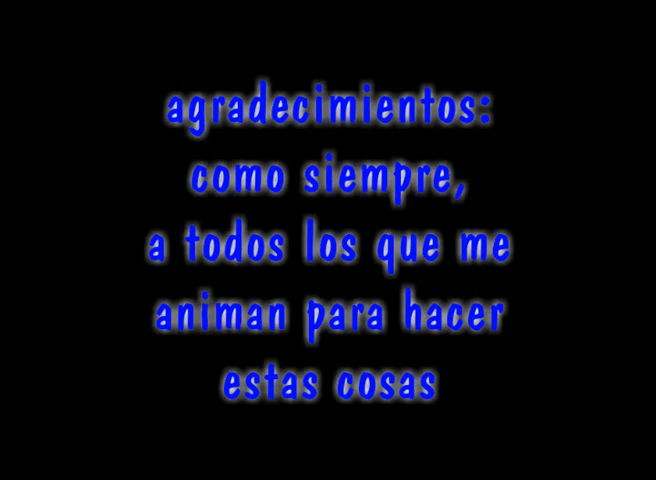 agradecimientos:
como siempre,
a todos los que me
animan para hacer
estas cosas